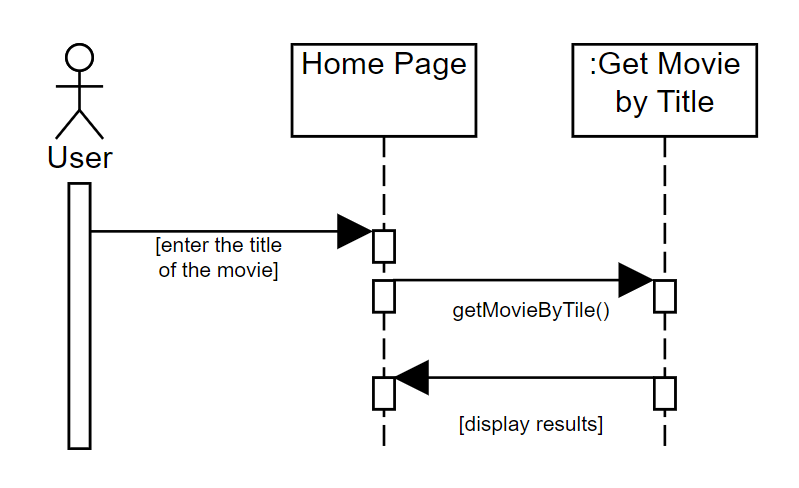 Home Page
:Get Movie
by Title
User
[enter the title
of the movie]
getMovieByTile()
[display results]